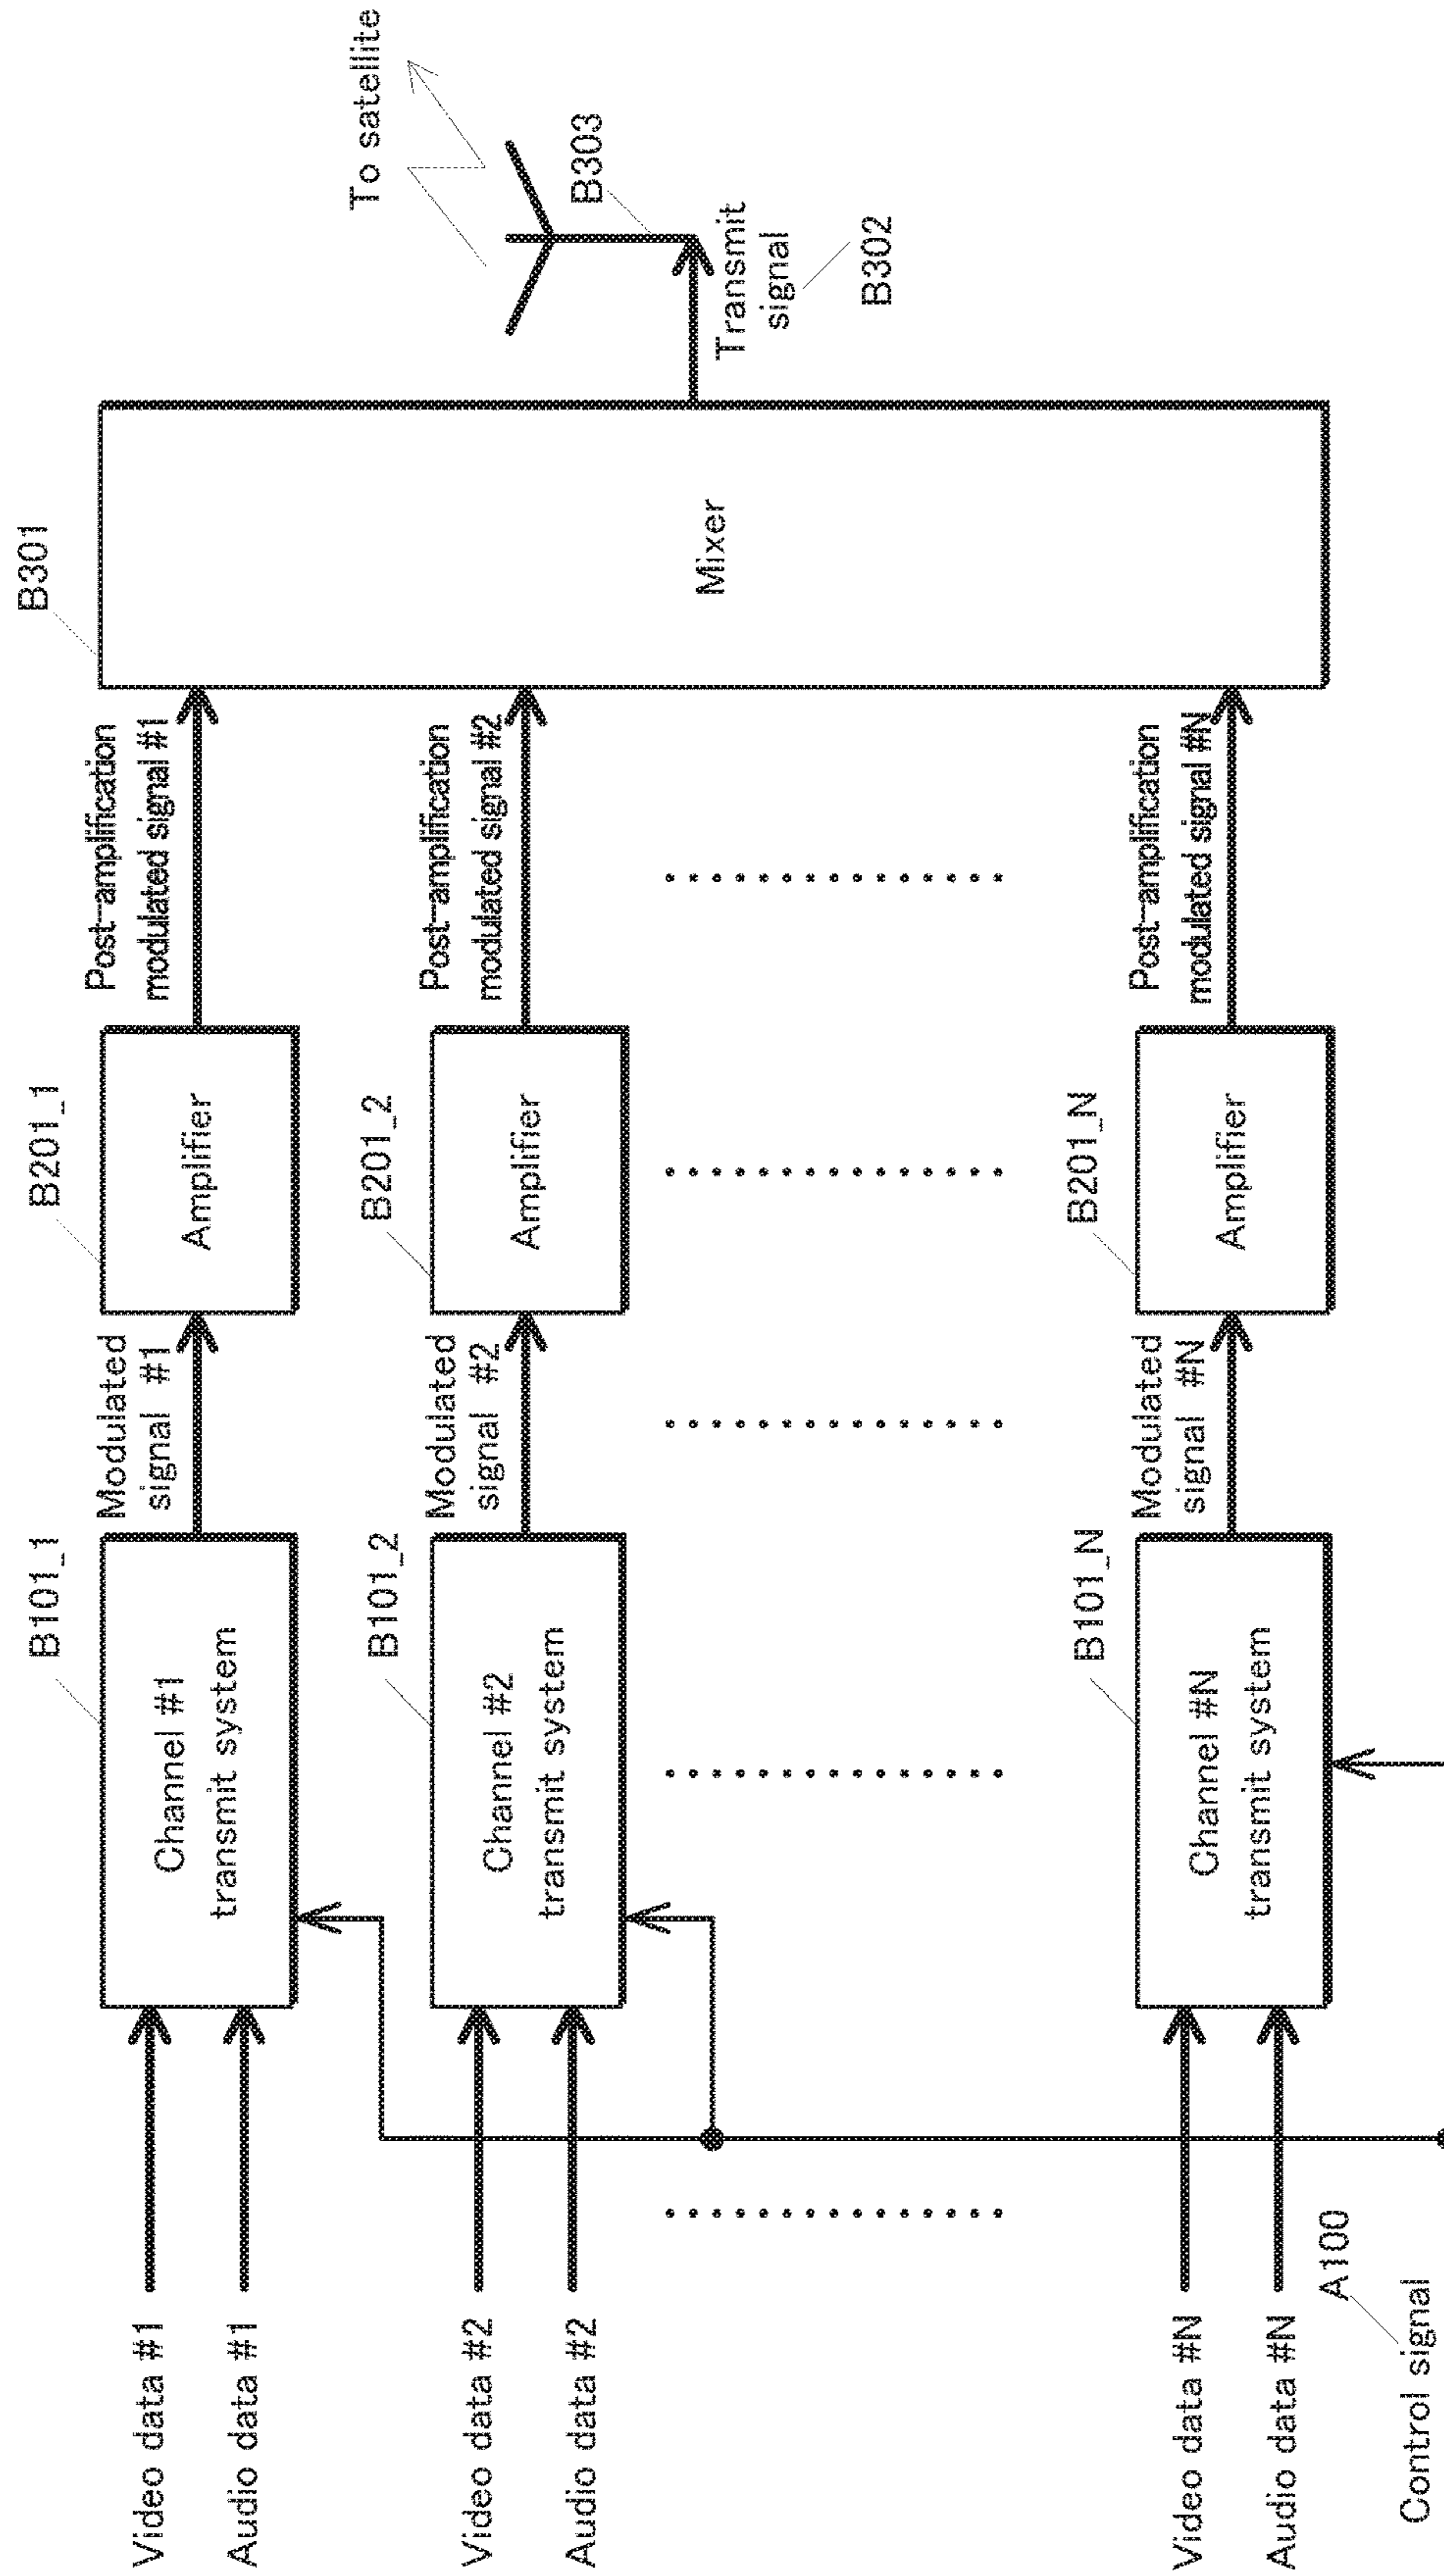 Video data #1
Audio data #1
B101_1
Channel #1
transmit system
Modulated
signal #1
B201_1
Amplifier
Post-amplification
modulated signal #1
B301
Mixer
To satellite
B303
Transmit
signal
B302
Video data #2
Audio data #2
B101_2
Channel #2
transmit system
Modulated
signal #2
B201_2
Amplifier
Post-amplification
modulated signal #2
Video data #N
Audio data #N
B101_N
Channel #N
transmit system
Modulated
signal #N
B201_N
Amplifier
Post-amplification
modulated signal #N
A100
Control signal